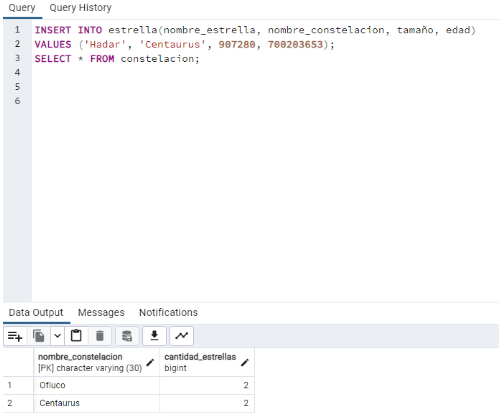 Query Query History
1 INSERT INTO estrella(nombre_estrella, nombre_constelacion, tamaño, edad)
2 VALUES ('Hadar', 'Centaurus', 907280, 700203653);
3 SELECT * FROM constelacion;
4
5
6
Data Output Messages Notifications
nombre_constelacion cantidad_estrellas
[PK] character varying (30) bigint
1 Ofiuco 2
2 Centaurus 2